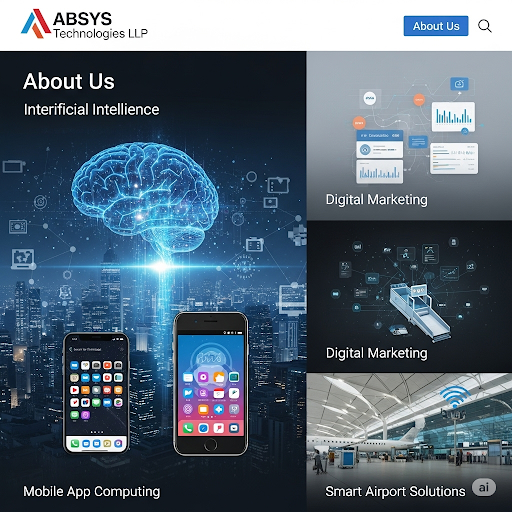 ABSYS
Technologies LLP
About Us
About Us
Interificial Intellience
Digital Marketing
Digital Marketing
Mobile App Computing
Smart Airport Solutions
ai